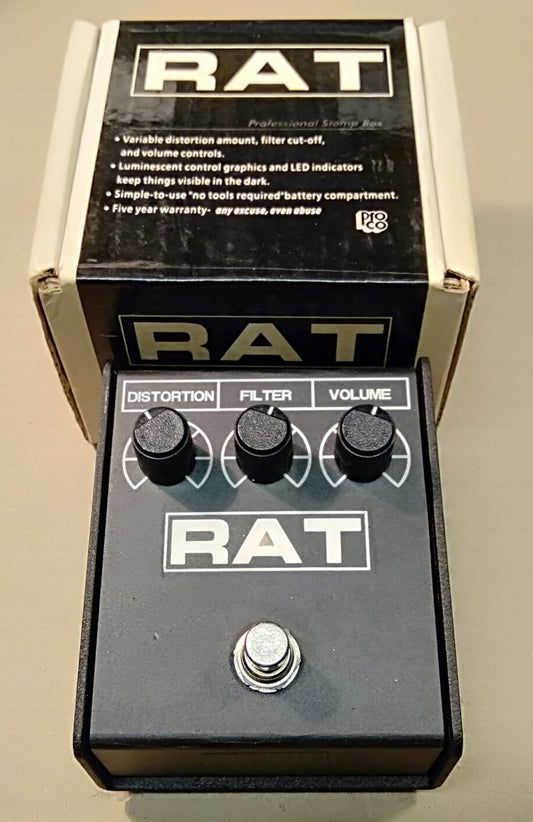 RAT
Professional Stomp Box
• Variable distortion amount, filter cut-off,
and volume controls.
• Luminescent control graphics and LED indicators
keep things visible in the dark.
• Simple-to-use "no tools required" battery compartment.
• Five year warranty- any excuse, even abuse
PRO
CO
RAT
DISTORTION FILTER VOLUME
RAT